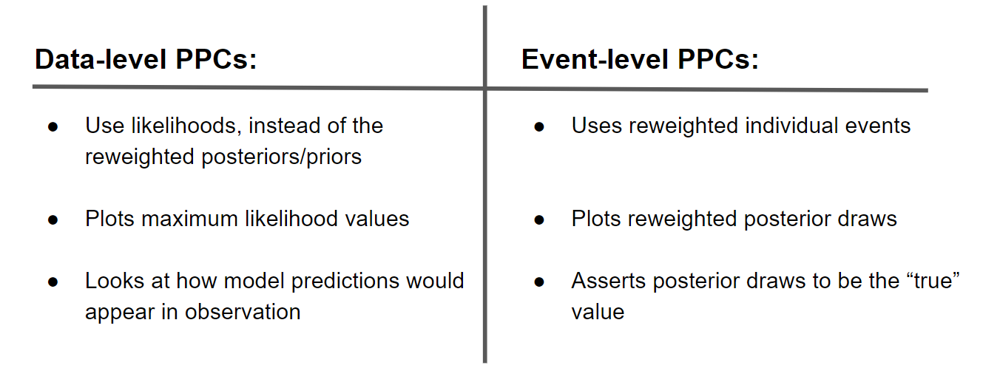 Data-level PPCs:
● Use likelihoods, instead of the
reweighted posteriors/priors
● Plots maximum likelihood values
● Looks at how model predictions would
appear in observation
Event-level PPCs:
● Uses reweighted individual events
● Plots reweighted posterior draws
● Asserts posterior draws to be the “true”
value